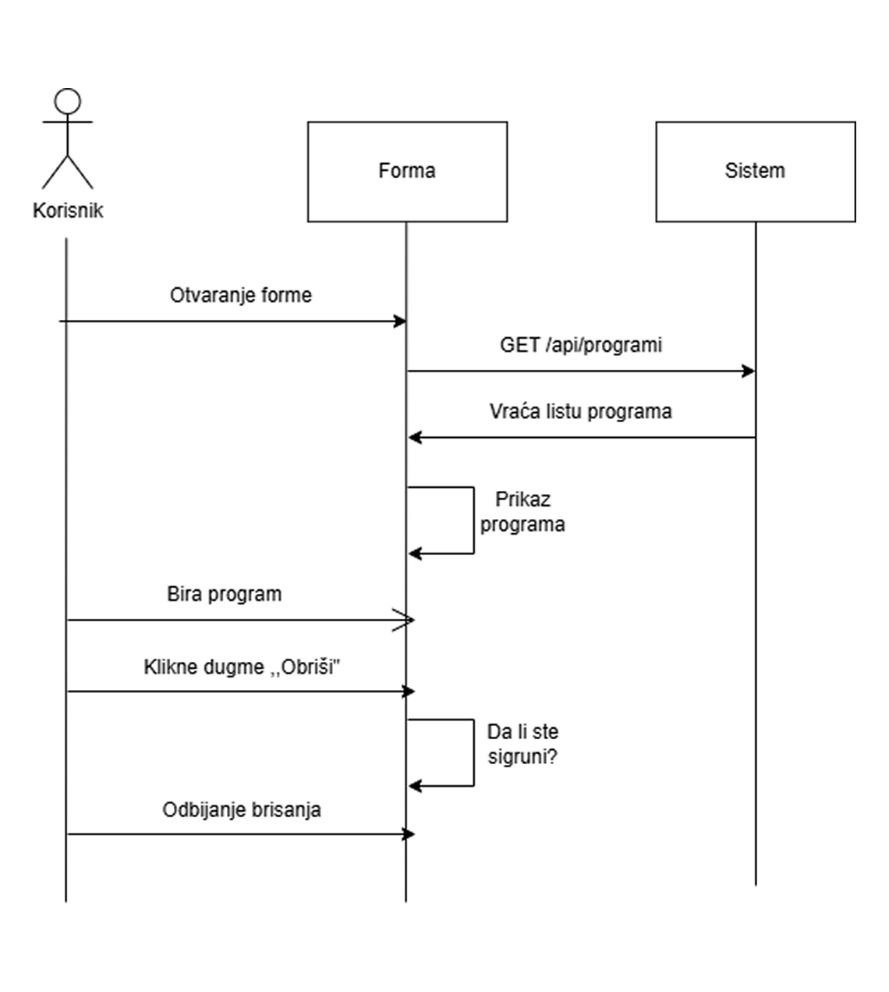 Korisnik
Forma
Sistem
Otvaranje forme
GET /api/programi
Vraća listu programa
Prikaz
programa
Bira program
Klikne dugme ,,Obriši"
Da li ste
sigruni?
Odbijanje brisanja